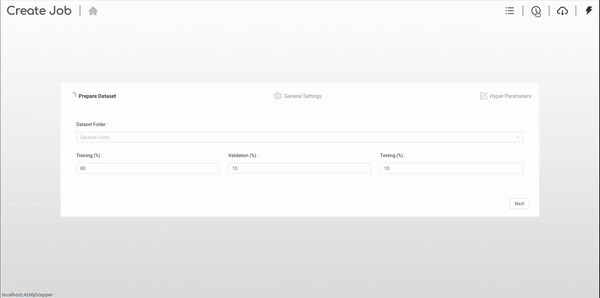 Create Job
Prepare Dataset
General Settings
Hyper Parameters
Dataset Folder :
Dataset Folder
Training (%) :
Validation (%) :
Testing (%) :
80
10
10
Next
localhost:4200/stepper